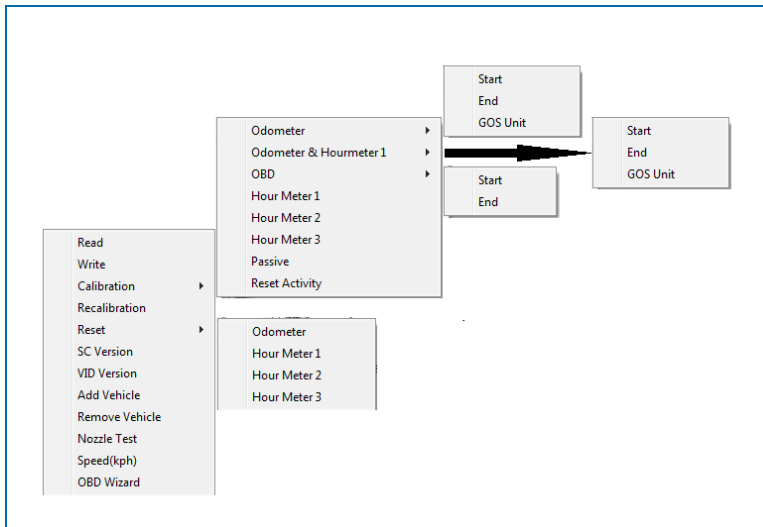 Start
End
GOS Unit
Odometer
Odometer & Hourmeter 1
OBD
Hour Meter 1
Hour Meter 2
Hour Meter 3
Passive
Reset Activity
Start
End
GOS Unit
Start
End
Read
Write
Calibration
Recalibration
Reset
SC Version
VID Version
Add Vehicle
Remove Vehicle
Nozzle Test
Speed(kph)
OBD Wizard
Odometer
Hour Meter 1
Hour Meter 2
Hour Meter 3